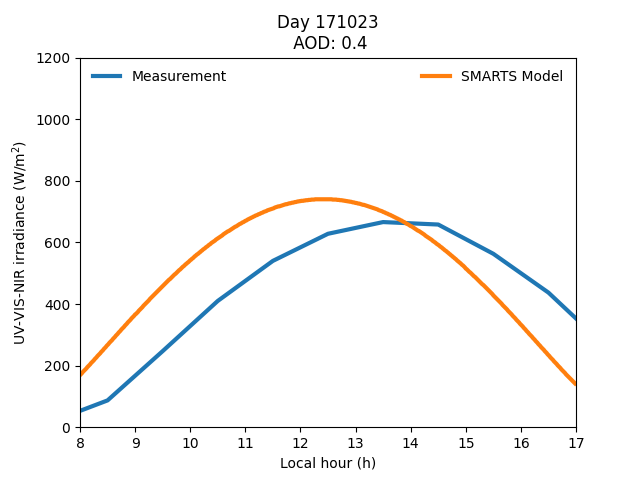 Day 171023
AOD: 0.4
Measurement
SMARTS Model
1200
1000
800
600
400
200
0
UV-VIS-NIR irradiance (W/m²)
8 9 10 11 12 13 14 15 16 17
Local hour (h)